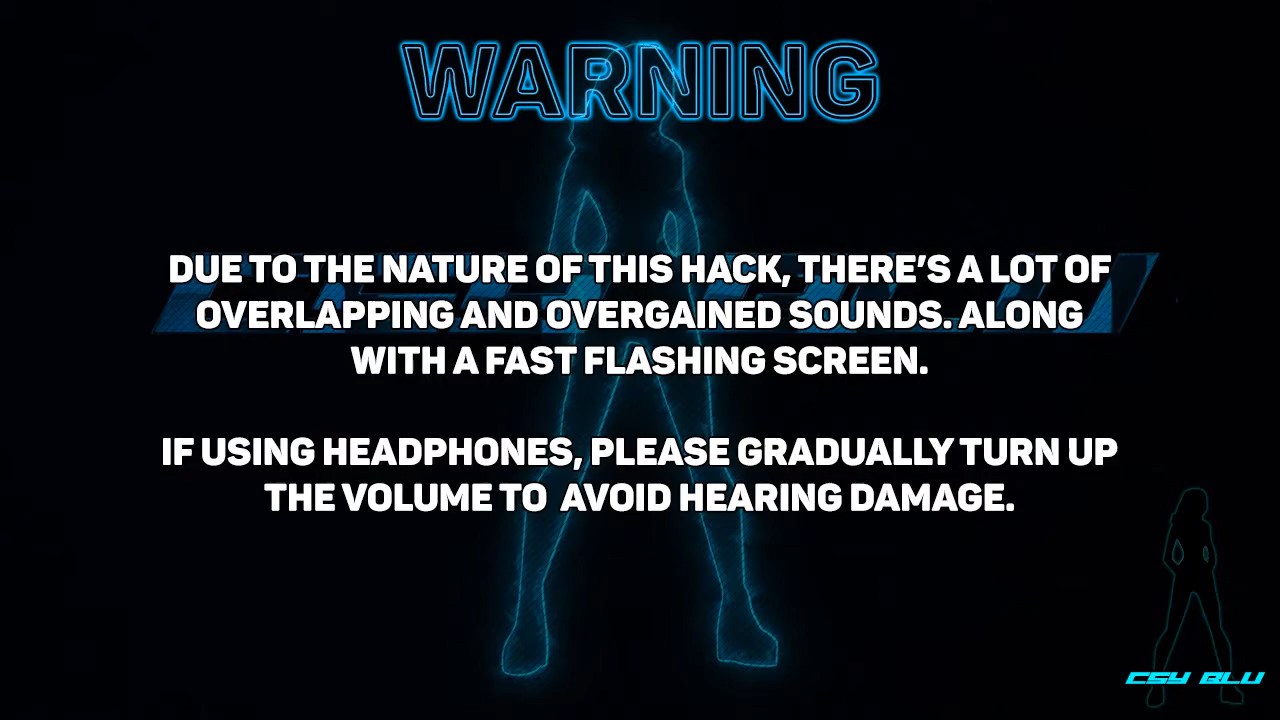 WARNING
DUE TO THE NATURE OF THIS HACK, THERE'S A LOT OF
OVERLAPPING AND OVERGAINED SOUNDS. ALONG
WITH A FAST FLASHING SCREEN.
IF USING HEADPHONES, PLEASE GRADUALLY TURN UP
THE VOLUME TO  AVOID HEARING DAMAGE.
CSY BLU